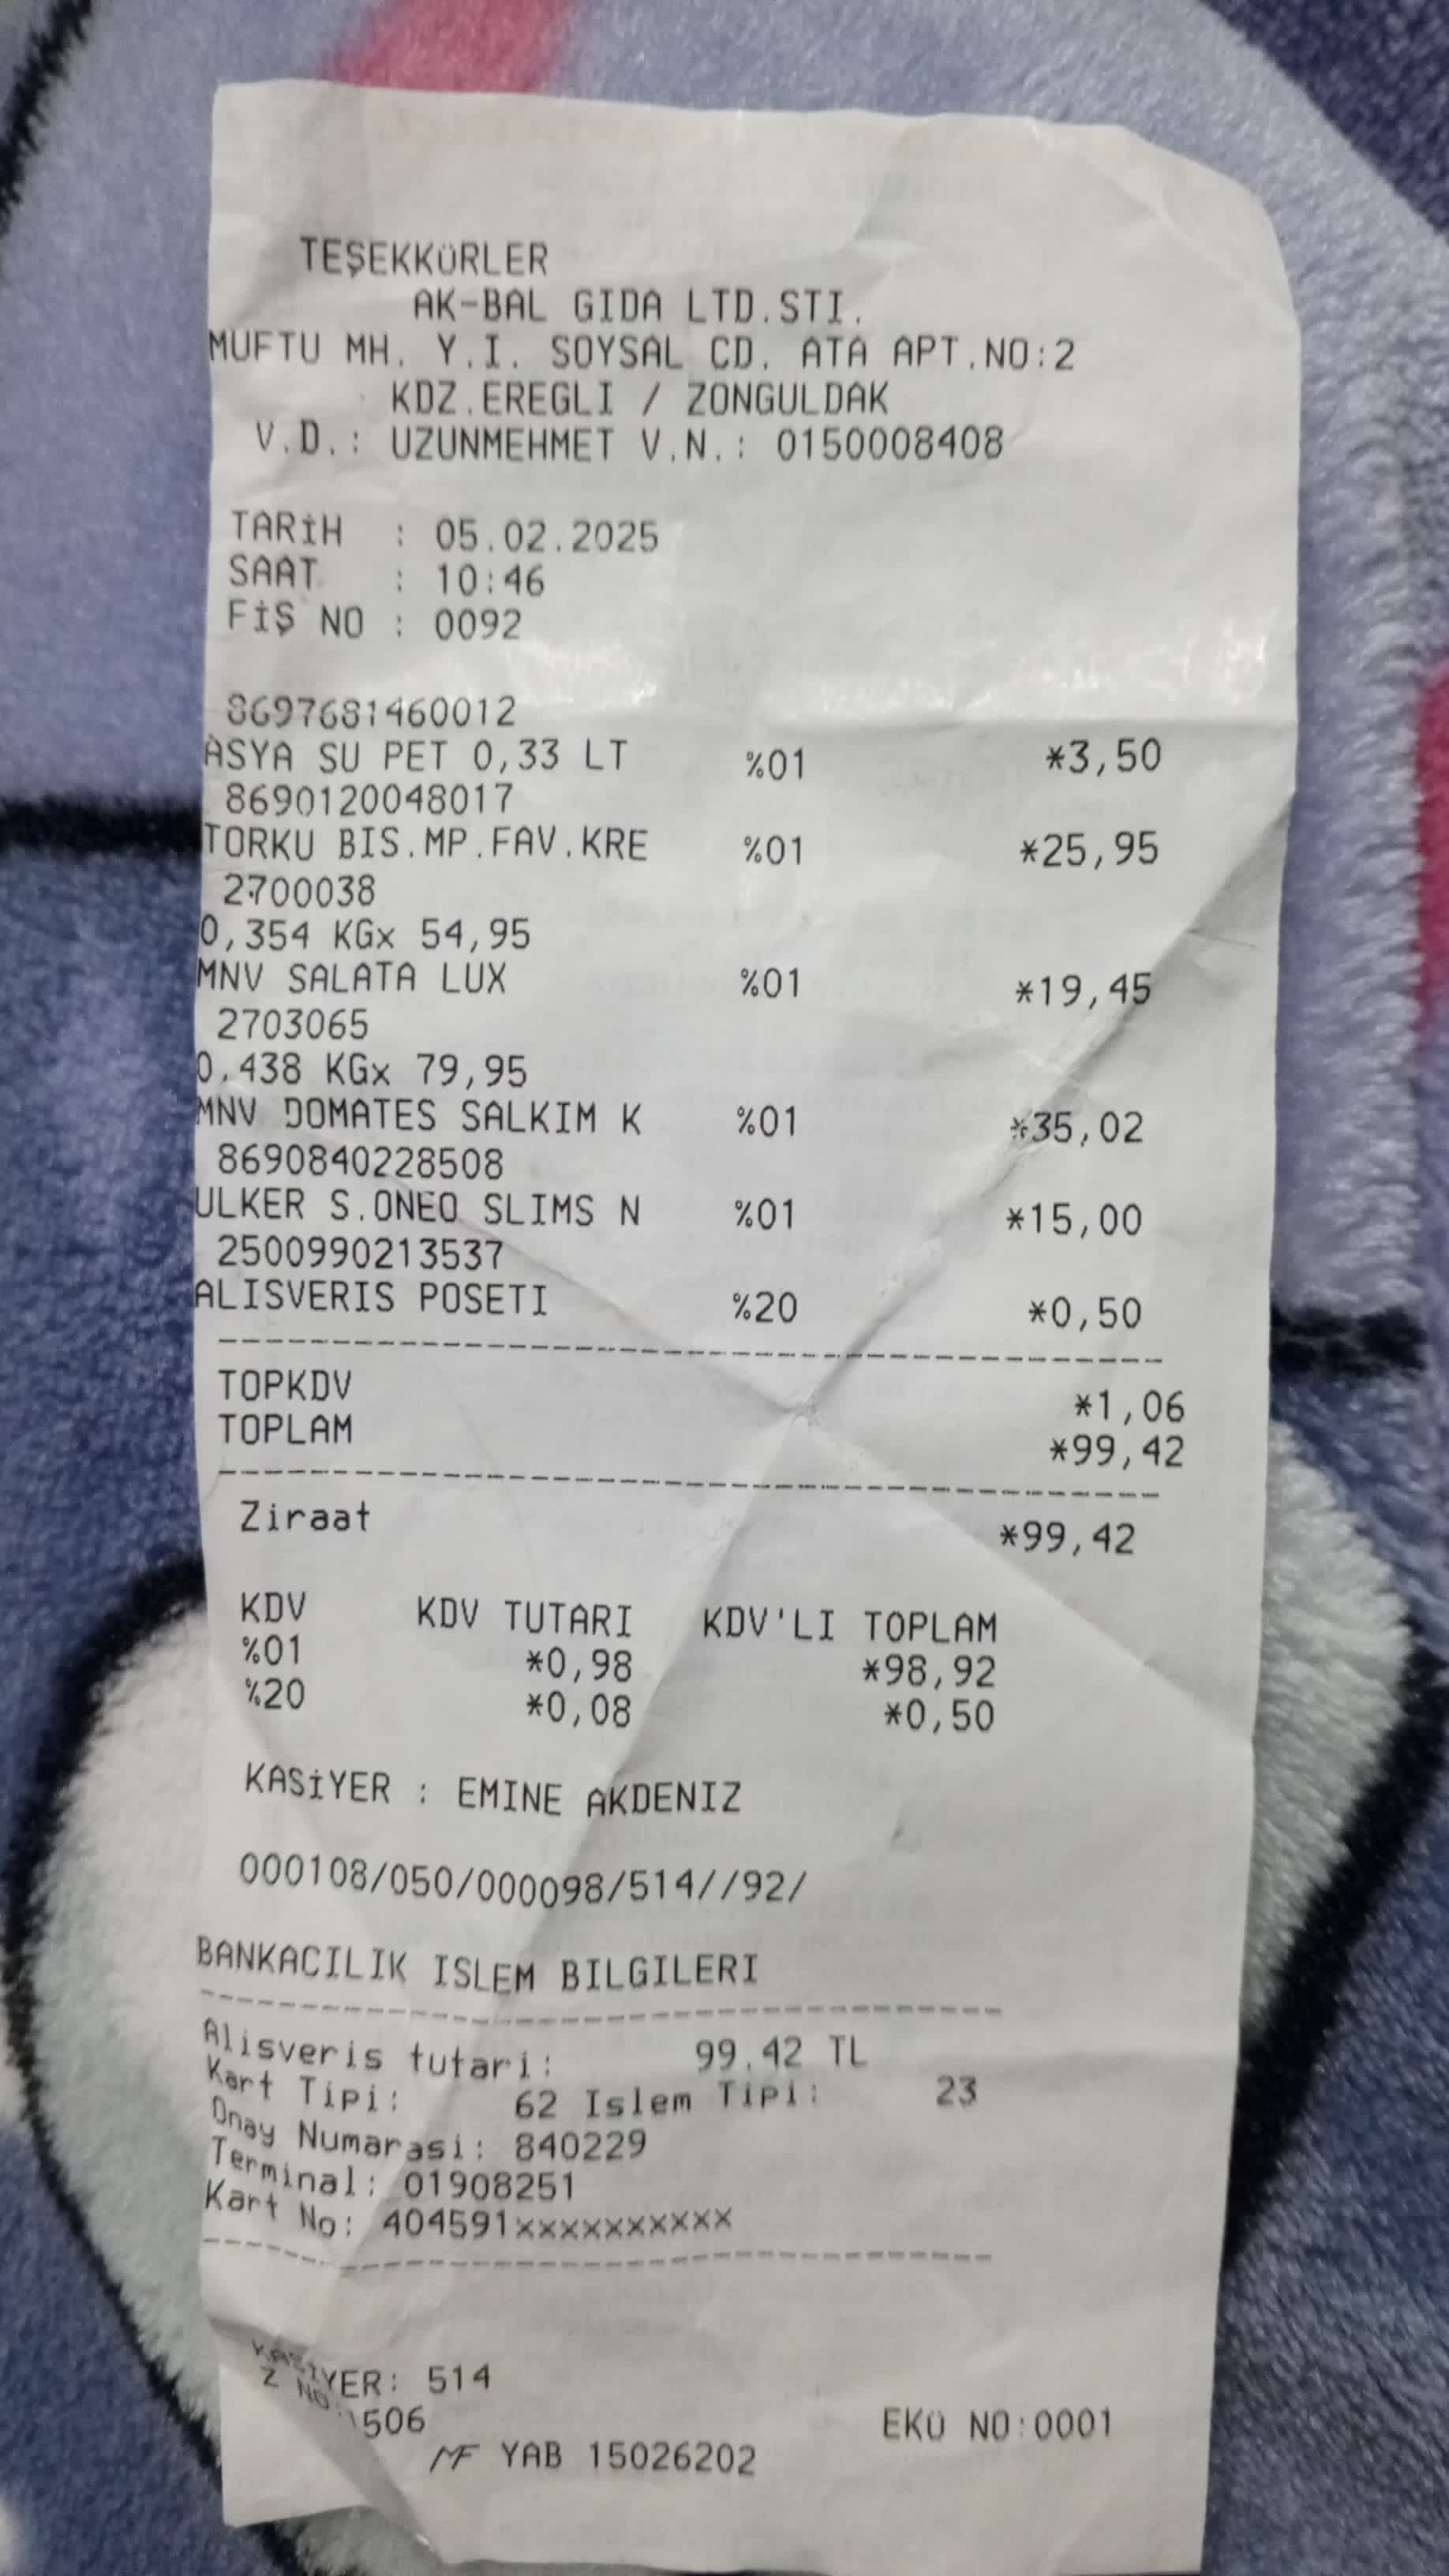 TEŞEKKÜRLER
AK-BAL GIDA LTD.STI.
MUFTU MH. Y.I. SOYSAL CD. ATA APT.NO:2
KDZ.EREGLI / ZONGULDAK
V.D.: UZUNMEHMET V.N.: 0150008408
TARİH : 05.02.2025
SAAT : 10:46
FİŞ NO : 0092
8697681460012
ASYA SU PET 0,33 LT %01 *3,50
8690120048017
TORKU BIS.MP.FAV.KRE %01 *25,95
2700038
0,354 KGx 54,95
MNV SALATA LUX %01 *19,45
2703065
0.438 KGx 79,95
MNV DOMATES SALKIM K %01 *35,02
8690840228508
ULKER S.ONEO SLIMS N %01 *15,00
2500990213537
ALISVERIS POSETI %20 *0,50
TOPKDV *1,06
TOPLAM *99,42
Ziraat *99,42
KDV KDV TUTARI KDV'LI TOPLAM
%01 *0,98 *98,92
%20 *0,08 *0,50
KASİYER : EMINE AKDENIZ
000108/050/000098/514//92/
BANKACILIK ISLEM BILGILERI
Alisveris tutari: 99.42 TL
Kart Tipi: 62 Islem Tipi: 23
Onay Numarasi: 840229
Terminal: 01908251
Kart No: 404591xxxxxxxxxx
KASİYER: 514
Z NO: 506 EKÜ NO:0001
MF YAB 15026202